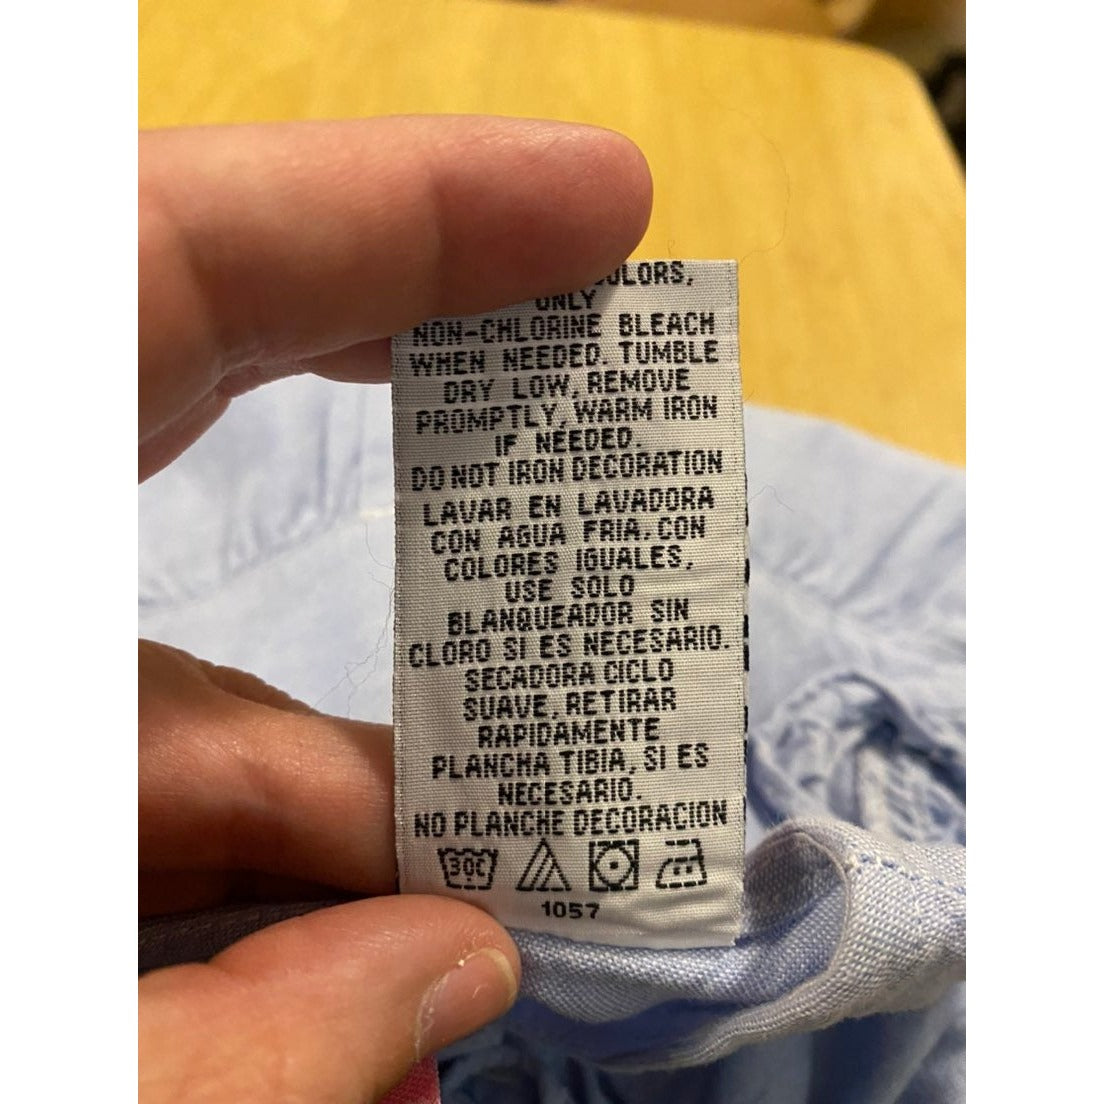 ONLY
NON-CHLORINE BLEACH
WHEN NEEDED. TUMBLE
DRY LOW, REMOVE
PROMPTLY, WARM IRON
IF NEEDED.
DO NOT IRON DECORATION
LAVAR EN LAVADORA
CON AGUA FRIA. CON
COLORES IGUALES,
USE SOLO
BLANQUEADOR SIN
CLORO SI ES NECESARIO.
SECADORA CICLO
SUAVE, RETIRAR
RAPIDAMENTE
PLANCHA TIBIA, SI ES
NECESARIO.
NO PLANCHE DECORACION
30C
1057